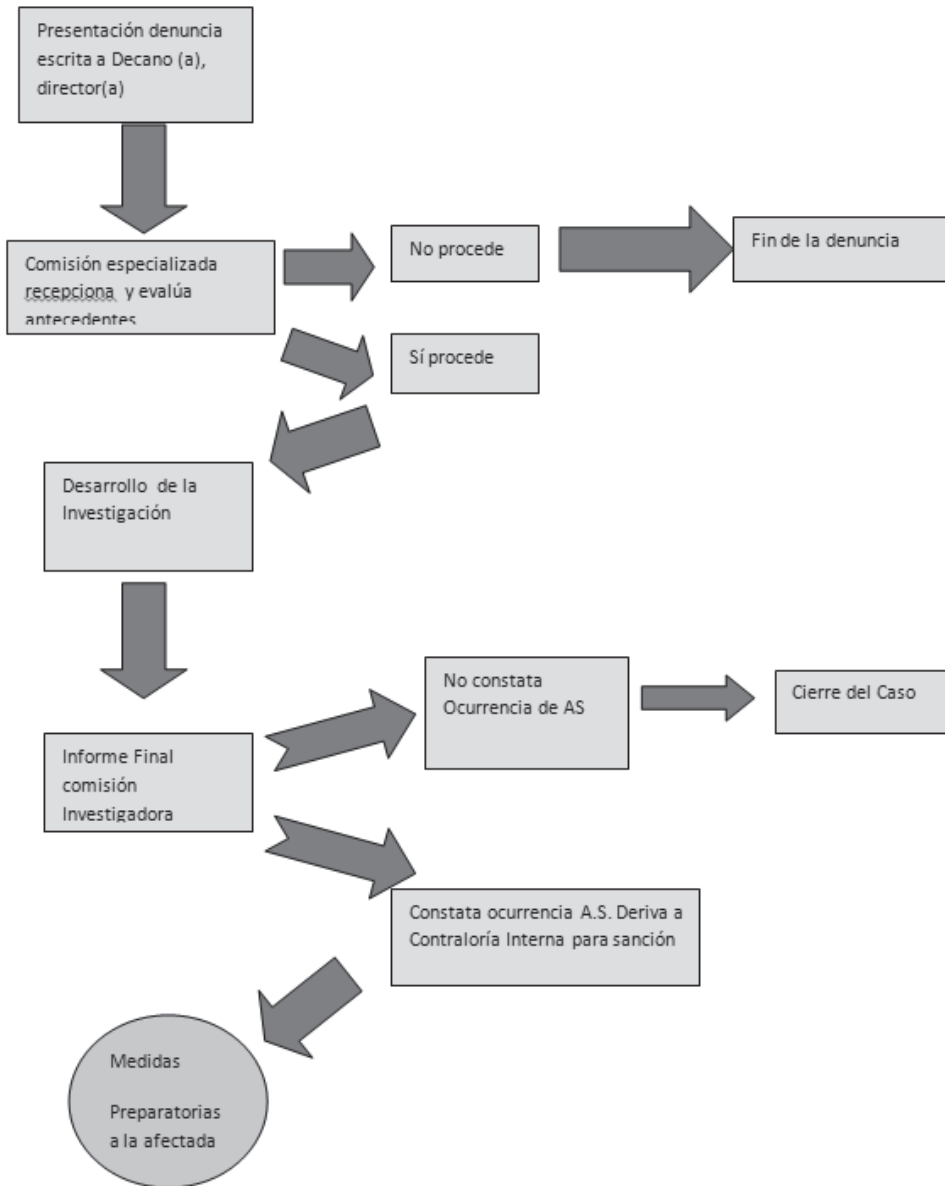 Presentación denuncia
escrita a Decano (a),
director(a)
Comisión especializada
recepciona y evalúa
antecedentes
No procede
Fin de la denuncia
Sí procede
Desarrollo de la
Investigación
No constata
Ocurrencia de AS
Cierre del Caso
Informe Final
comisión
Investigadora
Constata ocurrencia A.S. Deriva a
Contraloría Interna para sanción
Medidas
Preparatorias
a la afectada